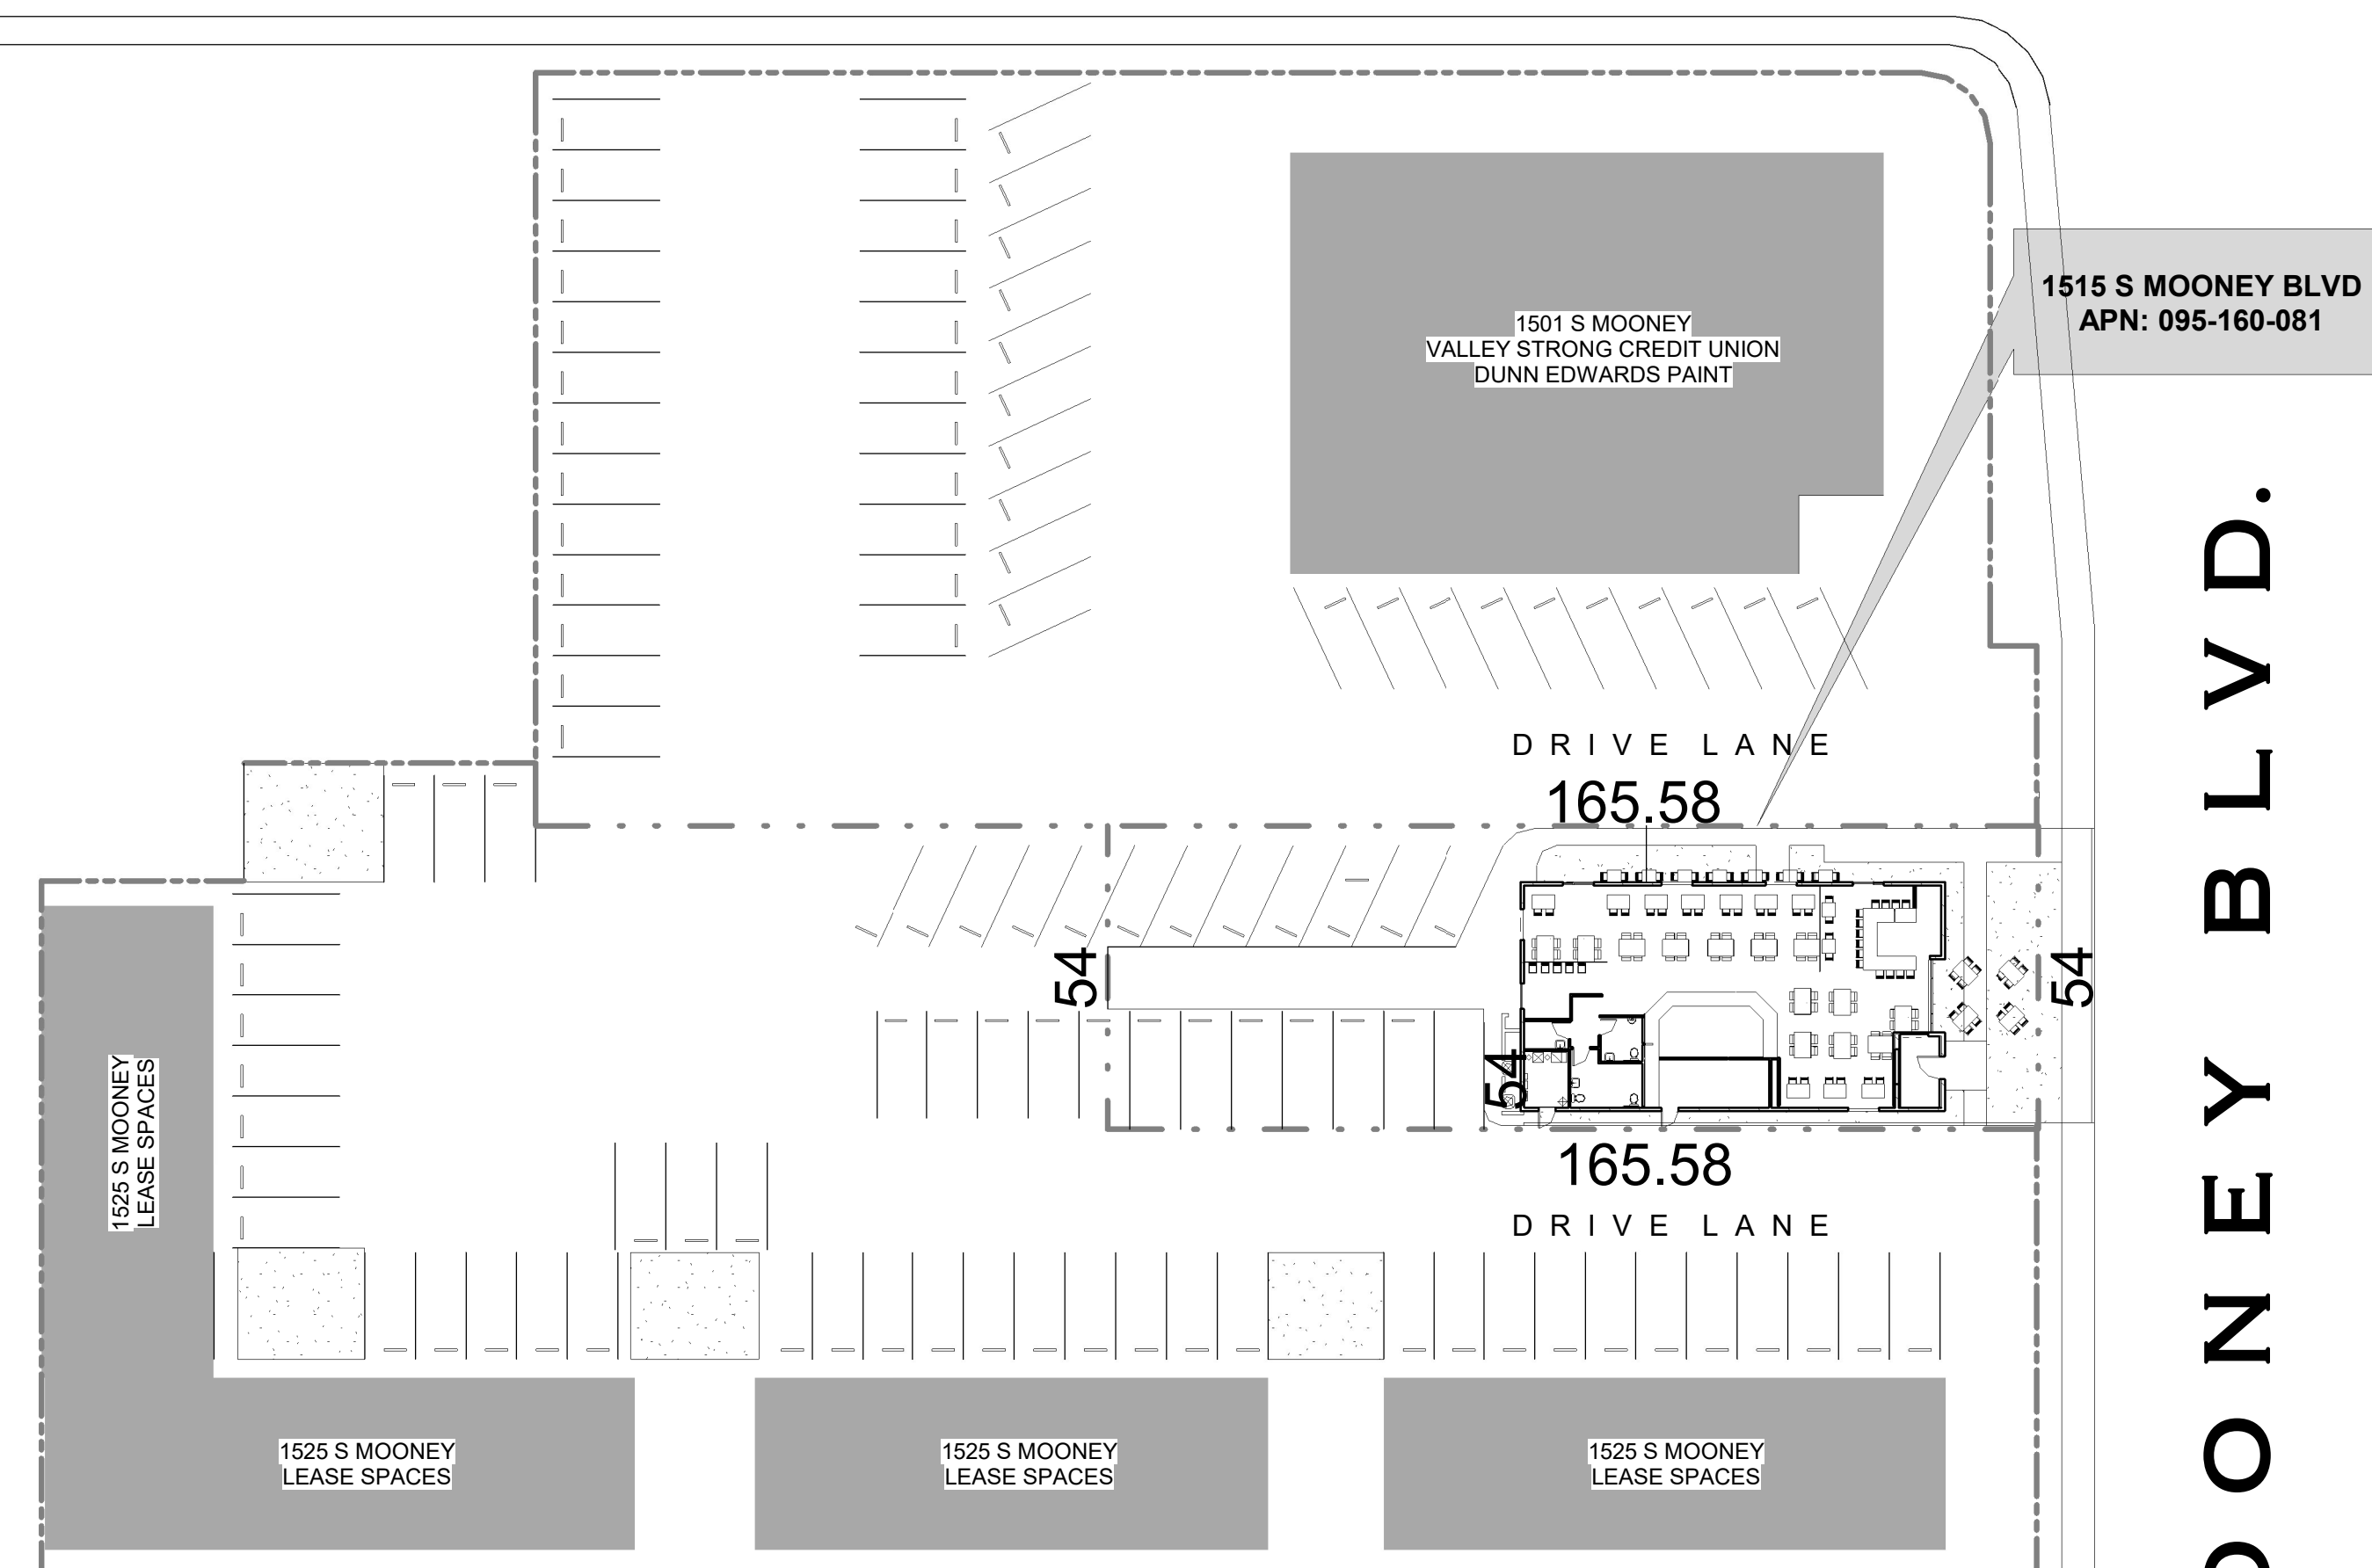 1515 S MOONEY BLVD
APN: 095-160-081
1501 S MOONEY
VALLEY STRONG CREDIT UNION
DUNN EDWARDS PAINT
DRIVE LANE
165.58
54
54
54
165.58
DRIVE LANE
1525 S MOONEY
LEASE SPACES
1525 S MOONEY
LEASE SPACES
1525 S MOONEY
LEASE SPACES
1525 S MOONEY
LEASE SPACES
OONEY BLVD.